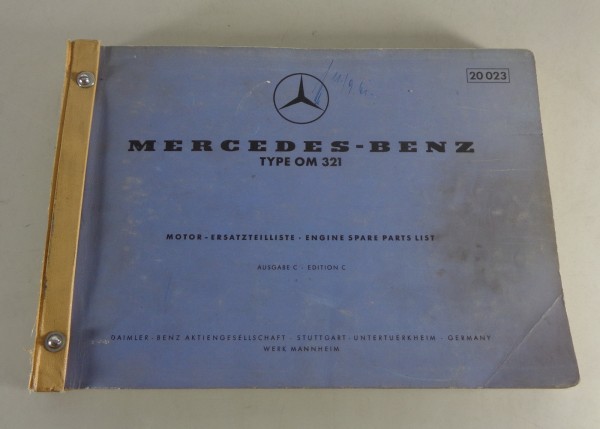 20 023
MERCEDES-BENZ
TYPE OM 321
MOTOR-ERSATZTEILLISTE · ENGINE SPARE PARTS LIST
AUSGABE C · EDITION C
DAIMLER-BENZ AKTIENGESELLSCHAFT · STUTTGART-UNTERTUERKHEIM · GERMANY
WERK MANNHEIM